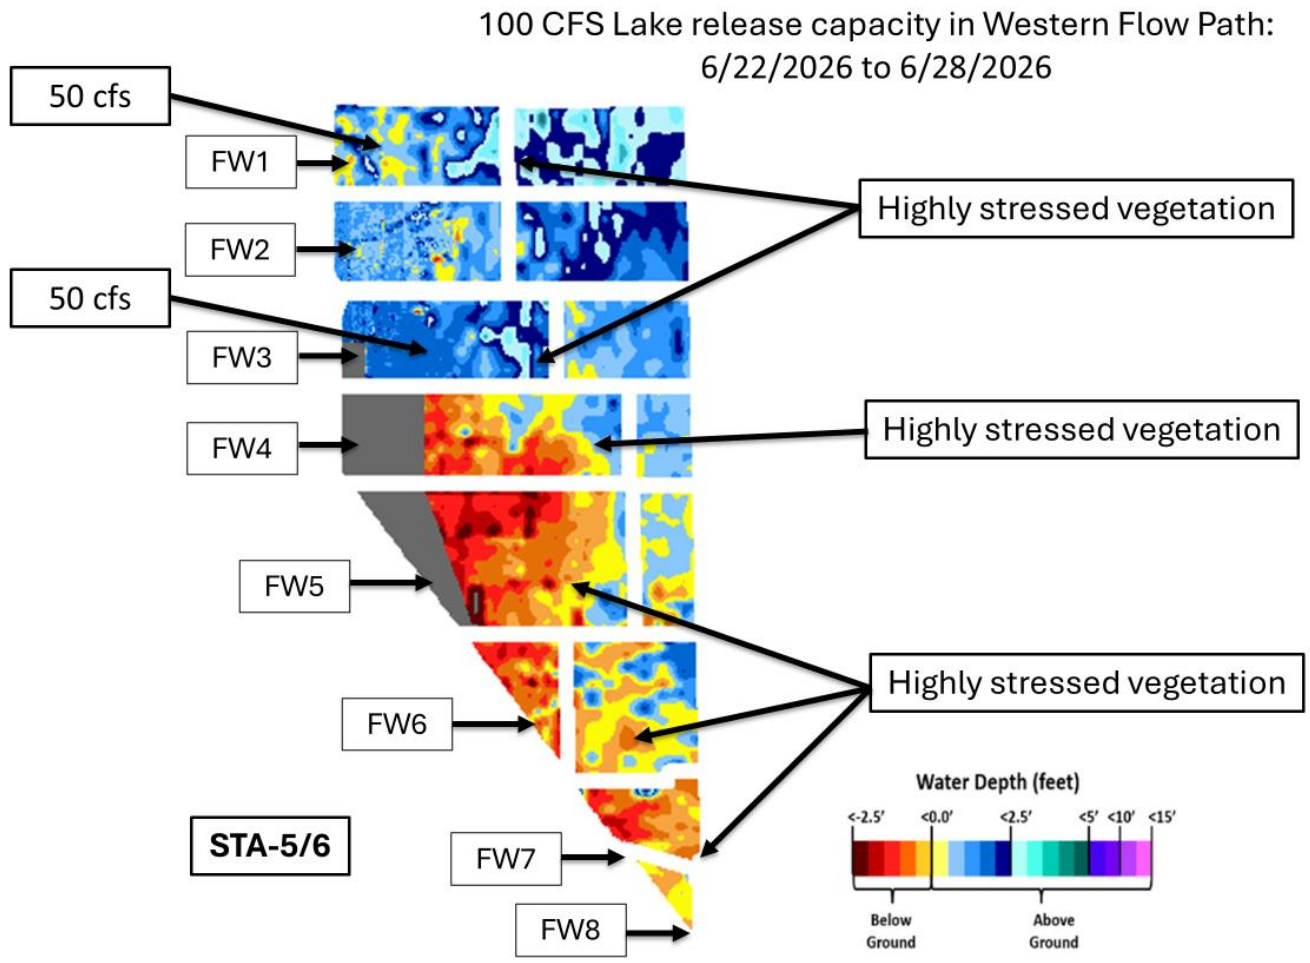 100 CFS Lake release capacity in Western Flow Path:
6/22/2026 to 6/28/2026
50 cfs
FW1
Highly stressed vegetation
FW2
50 cfs
FW3
Highly stressed vegetation
FW4
FW5
Highly stressed vegetation
FW6
Water Depth (feet)
<-2.5' <0.0' <2.5' <5' <10' <15'
STA-5/6
FW7
Below Above
Ground Ground
FW8